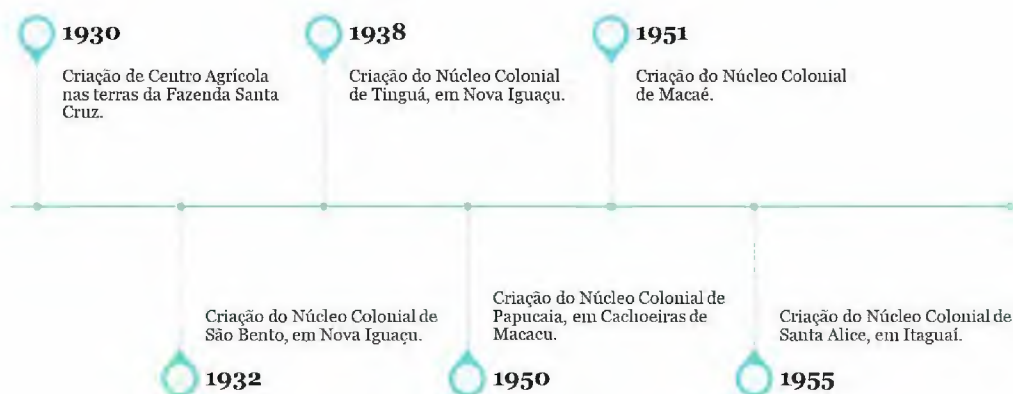 1930
Criação de Centro Agrícola
nas terras da Fazenda Santa
Cruz.
1938
Criação do Núcleo Colonial
de Tinguá, em Nova Iguaçu.
1951
Criação do Núcleo Colonial
de Macaé.
Criação do Núcleo Colonial de
São Bento, em Nova Iguaçu.
1932
Criação do Núcleo Colonial de
Papucaia, em Cachoeiras de
Macacu.
1950
Criação do Núcleo Colonial de
Santa Alice, em Itaguaí.
1955